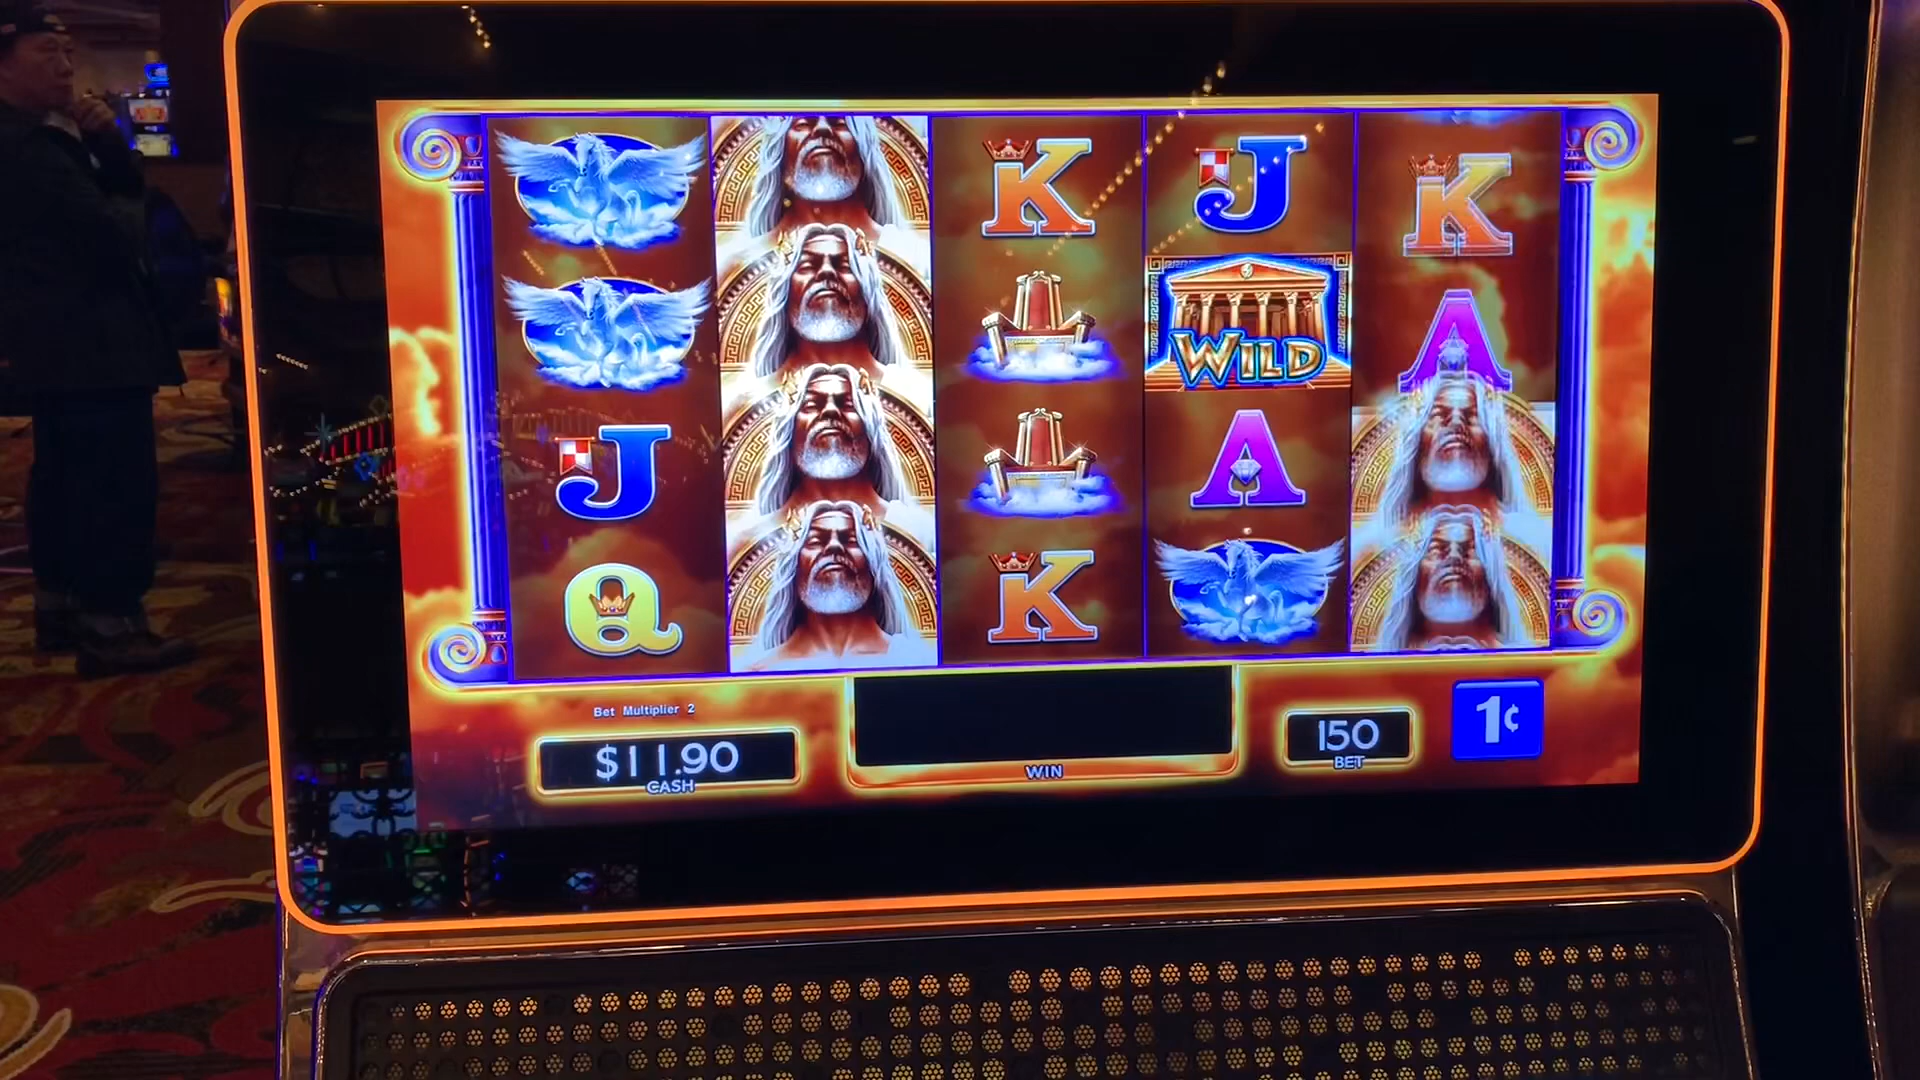 K J K
WILD A
J A
Q K
Bet Multiplier 2
$11.90
CASH
WIN
150
BET
1¢